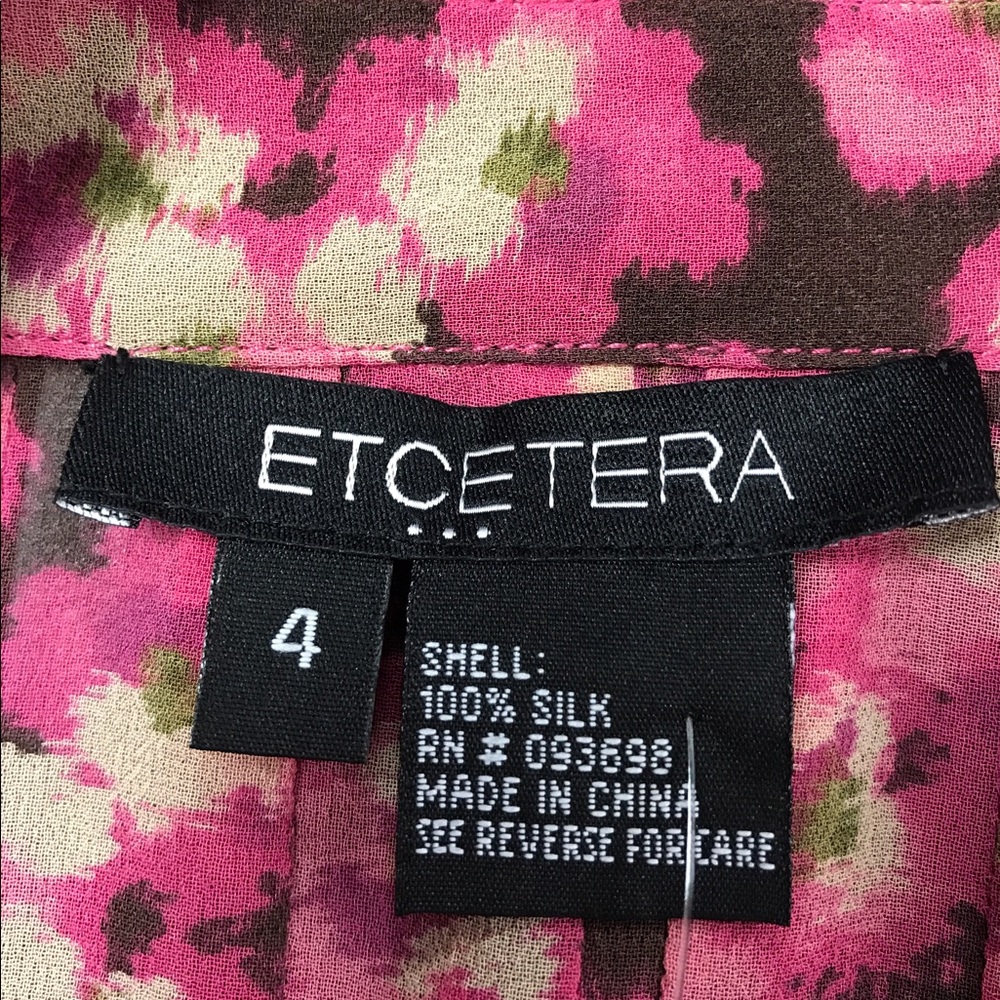 ETCETERA
...
4
SHELL:
100% SILK
RN # 093698
MADE IN CHINA
SEE REVERSE FOR CARE